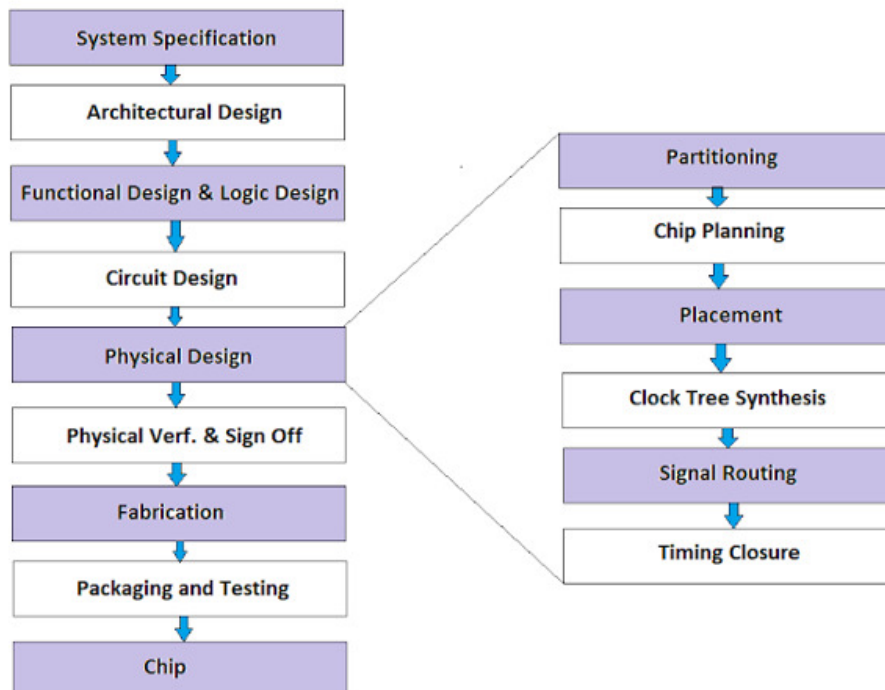 System Specification
Architectural Design
Functional Design & Logic Design
Circuit Design
Physical Design
Physical Verf. & Sign Off
Fabrication
Packaging and Testing
Chip
Partitioning
Chip Planning
Placement
Clock Tree Synthesis
Signal Routing
Timing Closure